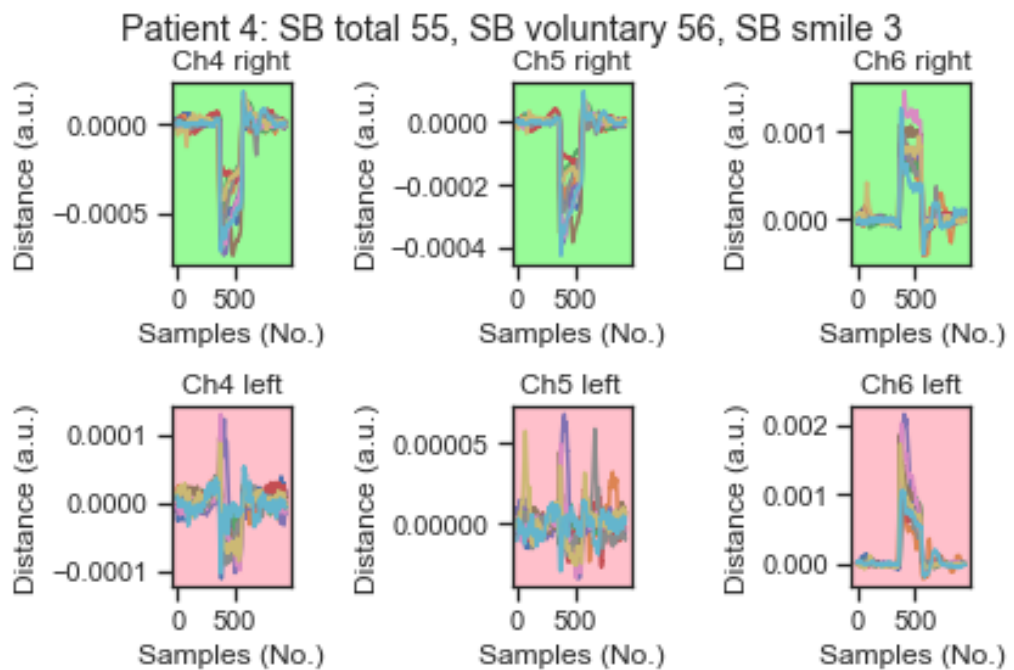 Patient 4: SB total 55, SB voluntary 56, SB smile 3
Ch4 right
Ch5 right
Ch6 right
Distance (a.u.)
0.0000
−0.0005
0 500
Samples (No.)
Distance (a.u.)
0.0000
−0.0002
−0.0004
0 500
Samples (No.)
Distance (a.u.)
0.001
0.000
0 500
Samples (No.)
Ch4 left
Ch5 left
Ch6 left
Distance (a.u.)
0.0001
0.0000
−0.0001
0 500
Samples (No.)
Distance (a.u.)
0.00005
0.00000
0 500
Samples (No.)
Distance (a.u.)
0.002
0.001
0.000
0 500
Samples (No.)